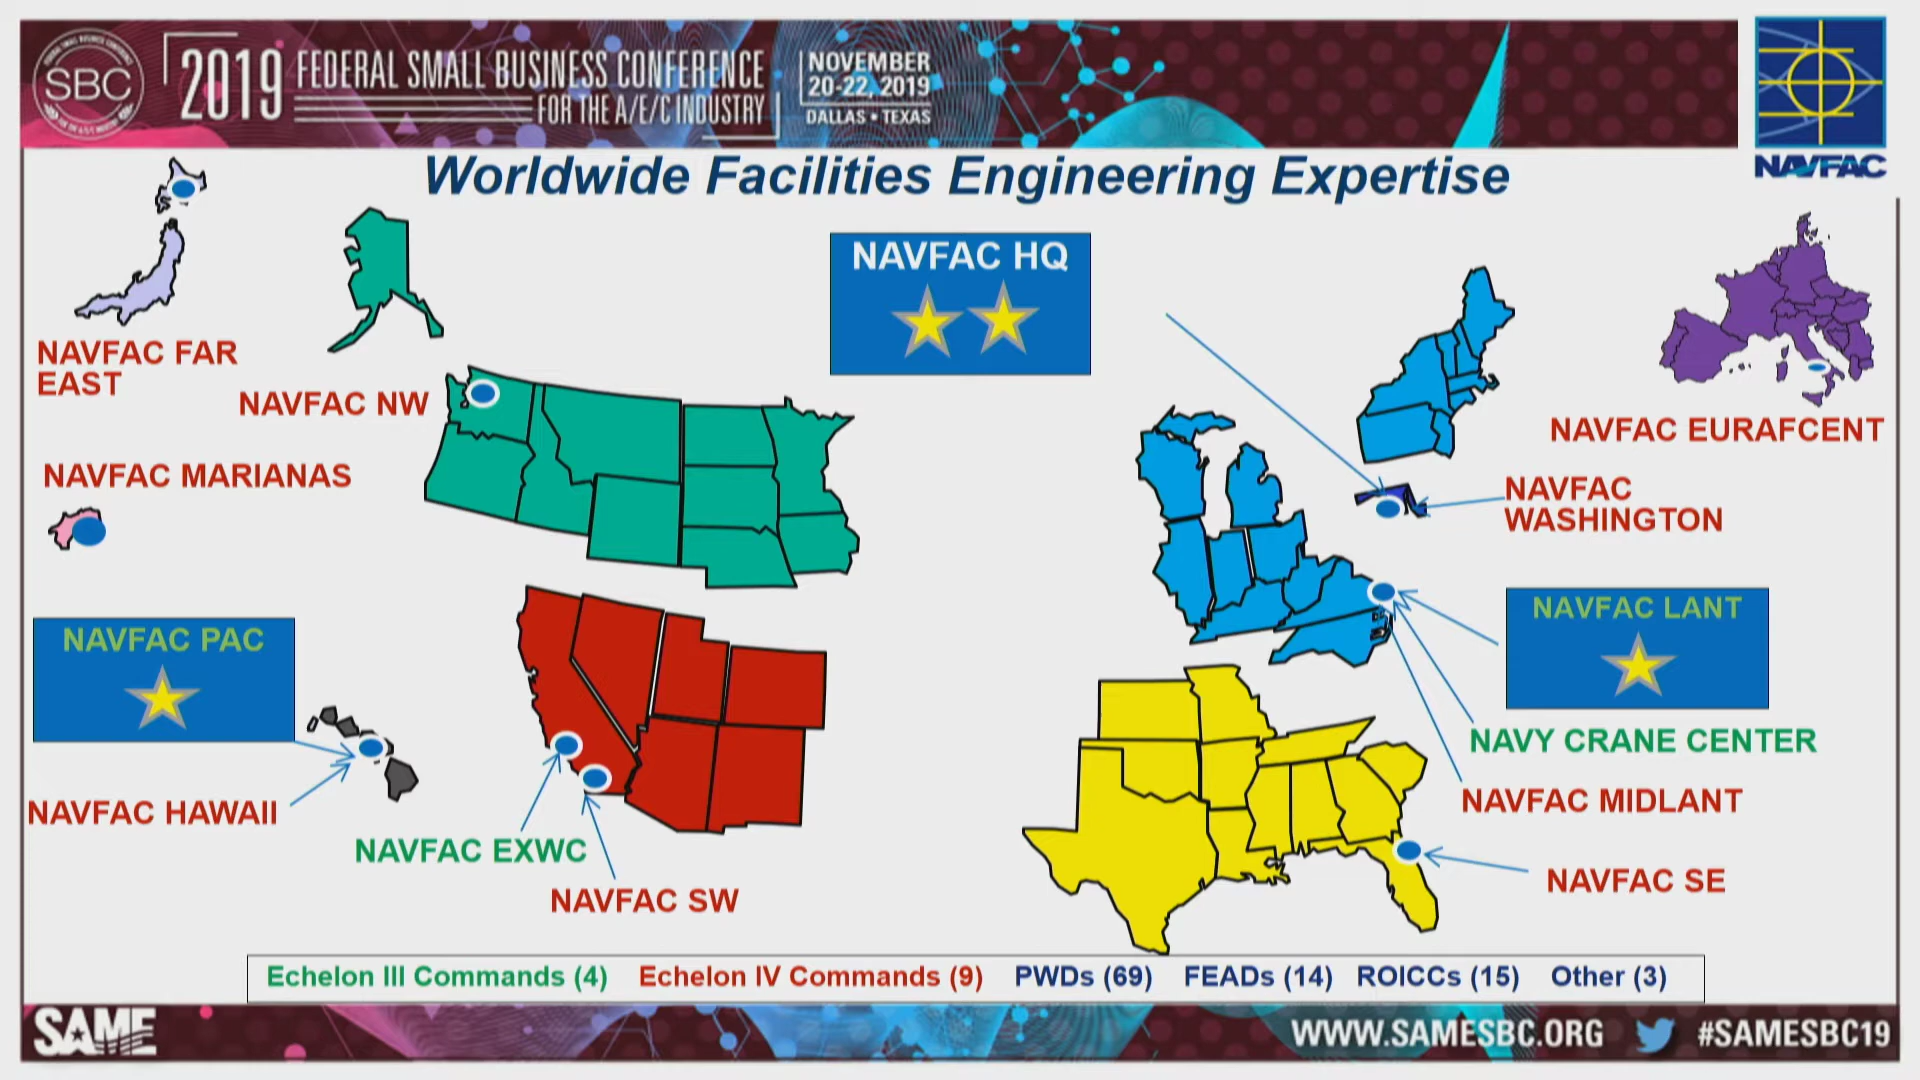 SBC
2019 FEDERAL SMALL BUSINESS CONFERENCE
FOR THE A/E/C INDUSTRY
NOVEMBER
20-22, 2019
DALLAS • TEXAS
NAVFAC
Worldwide Facilities Engineering Expertise
NAVFAC HQ
NAVFAC FAR
EAST
NAVFAC NW
NAVFAC EURAFCENT
NAVFAC MARIANAS
NAVFAC
WASHINGTON
NAVFAC PAC
NAVFAC LANT
NAVY CRANE CENTER
NAVFAC HAWAII
NAVFAC MIDLANT
NAVFAC EXWC
NAVFAC SW
NAVFAC SE
Echelon III Commands (4) Echelon IV Commands (9) PWDs (69) FEADs (14) ROICCs (15) Other (3)
SAME
WWW.SAMESBC.ORG #SAMESBC19